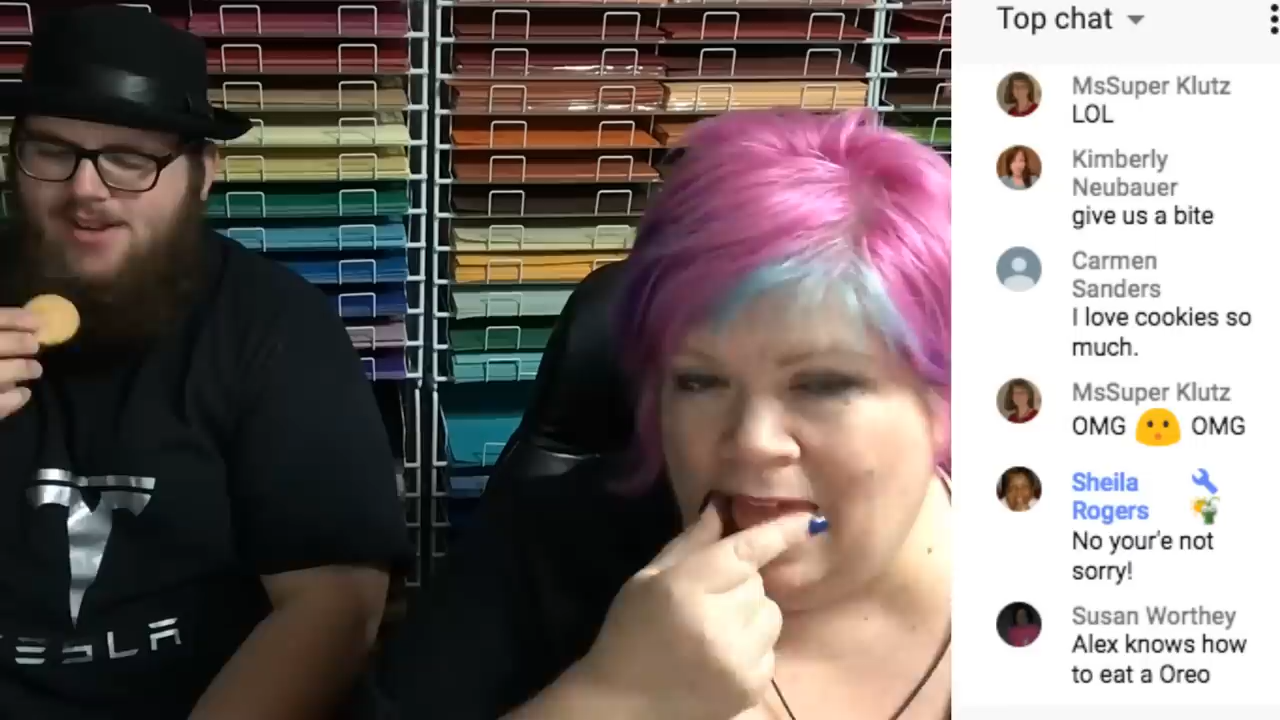 TESLA
Top chat
MsSuper Klutz
LOL
Kimberly
Neubauer
give us a bite
Carmen
Sanders
I love cookies so
much.
MsSuper Klutz
OMG 😗 OMG
Sheila
Rogers
No your'e not
sorry!
Susan Worthey
Alex knows how
to eat a Oreo